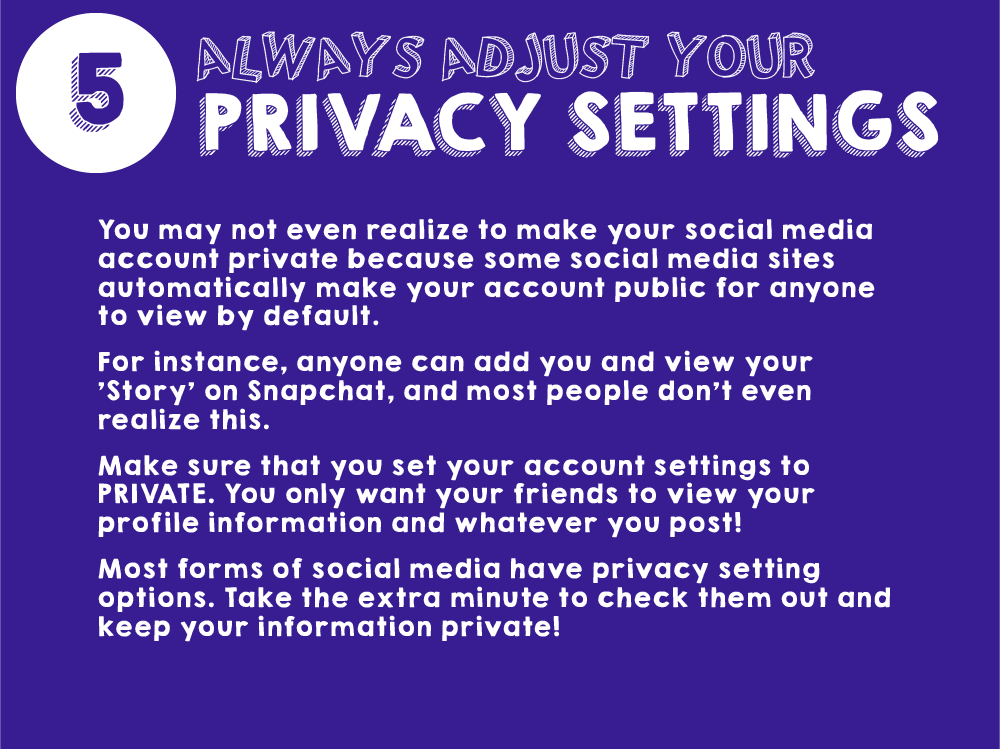 5
ALWAYS ADJUST YOUR
PRIVACY SETTINGS
You may not even realize to make your social media
account private because some social media sites
automatically make your account public for anyone
to view by default.
For instance, anyone can add you and view your
'Story' on Snapchat, and most people don't even
realize this.
Make sure that you set your account settings to
PRIVATE. You only want your friends to view your
profile information and whatever you post!
Most forms of social media have privacy setting
options. Take the extra minute to check them out and
keep your information private!